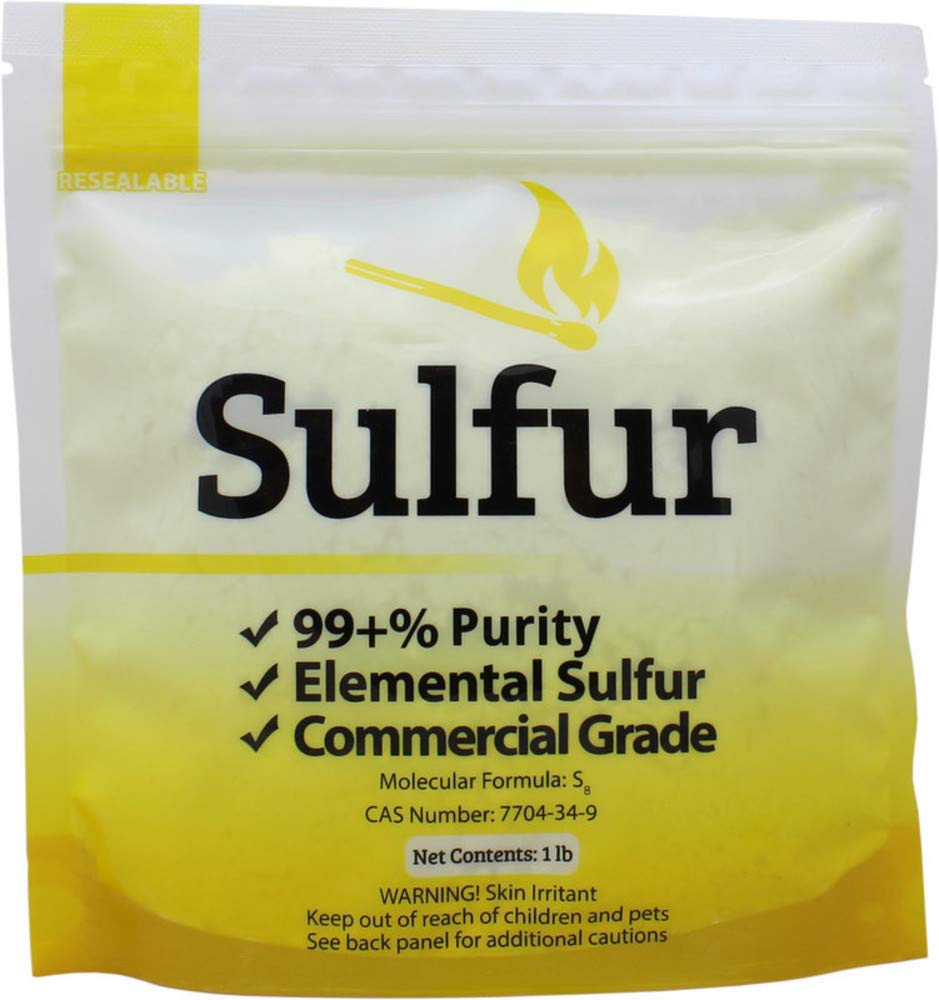 RESEALABLE
Sulfur
✓ 99+% Purity
✓ Elemental Sulfur
✓ Commercial Grade
Molecular Formula: S₈
CAS Number: 7704-34-9
Net Contents: 1 lb
WARNING! Skin Irritant
Keep out of reach of children and pets
See back panel for additional cautions